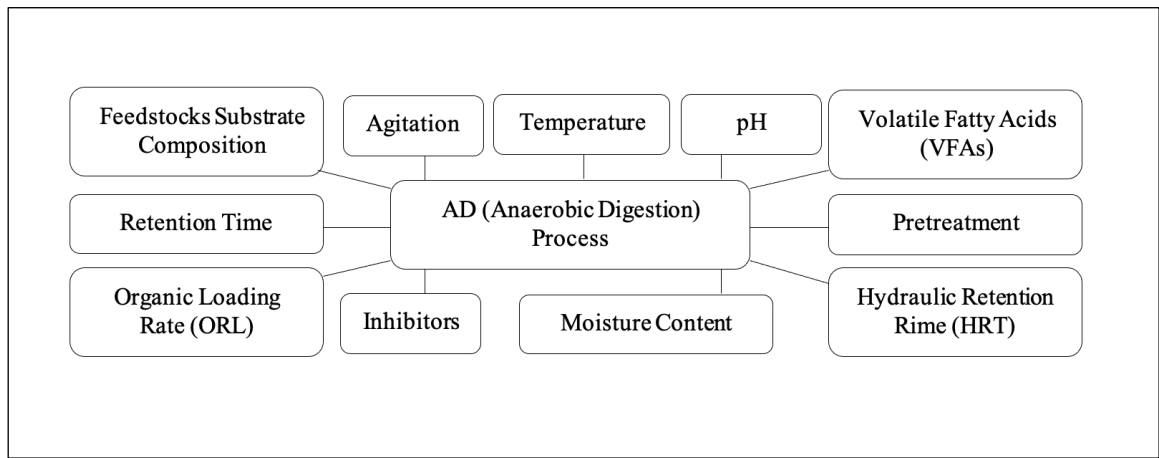 Feedstocks Substrate
Composition
Agitation
Temperature
pH
Volatile Fatty Acids
(VFAs)
Retention Time
AD (Anaerobic Digestion)
Process
Pretreatment
Organic Loading
Rate (ORL)
Inhibitors
Moisture Content
Hydraulic Retention
Rime (HRT)